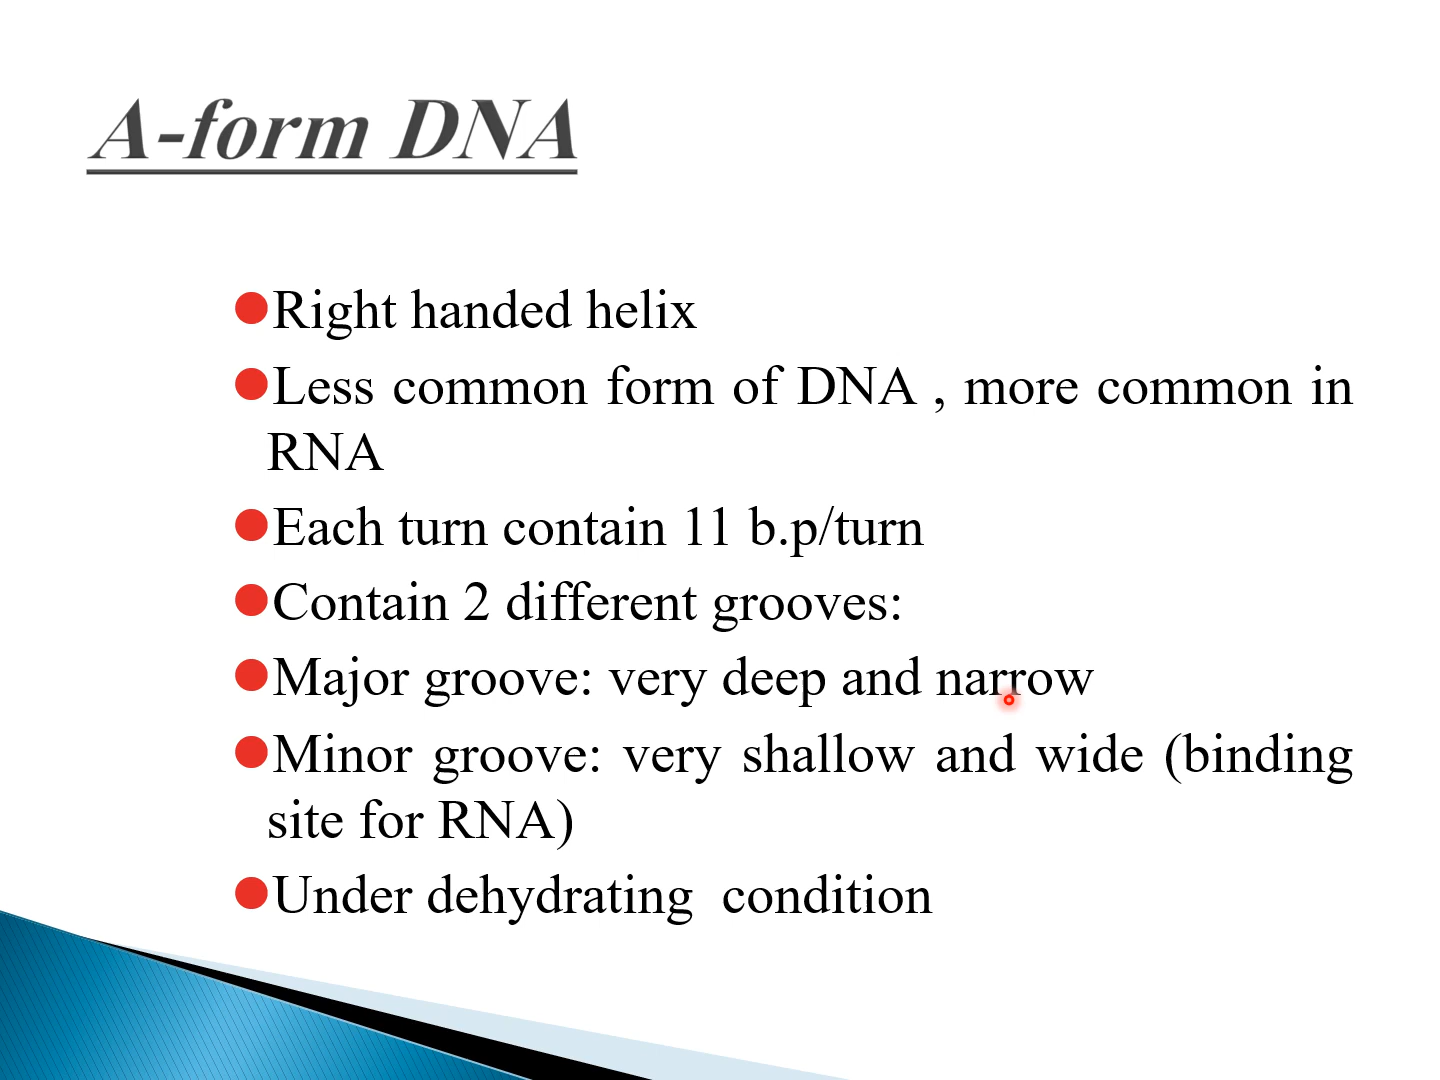 A-form DNA
Right handed helix
Less common form of DNA , more common in
RNA
Each turn contain 11 b.p/turn
Contain 2 different grooves:
Major groove: very deep and narrow
Minor groove: very shallow and wide (binding
site for RNA)
Under dehydrating  condition